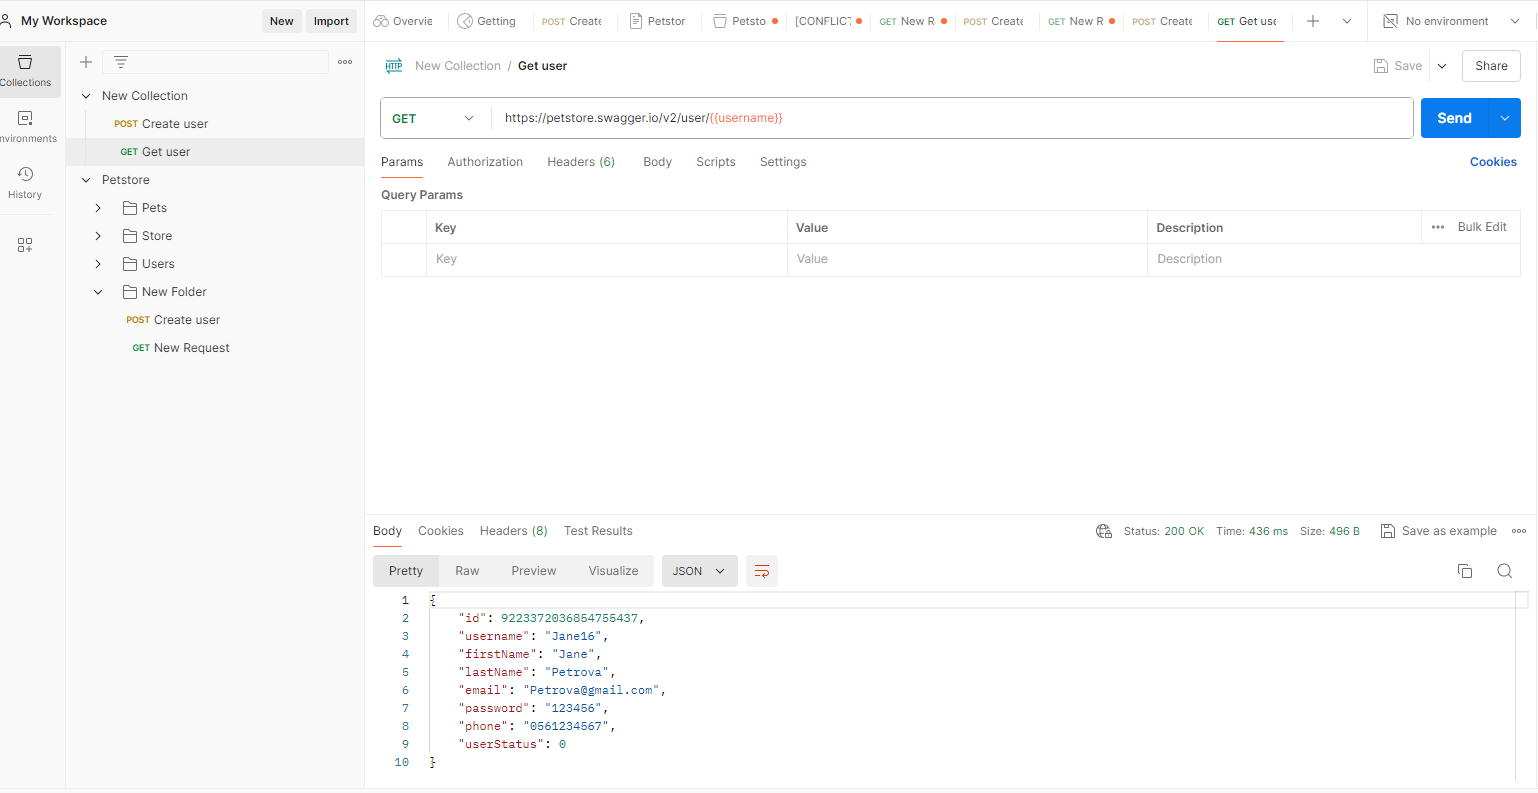 My Workspace New Import
Overvie Getting POST Create Petstor Petsto [CONFLICT GET New R POST Create GET New R POST Create GET Get use No environment
Collections
nvironments
History
New Collection
POST Create user
GET Get user
Petstore
Pets
Store
Users
New Folder
POST Create user
GET New Request
HTTP New Collection / Get user Save Share
GET https://petstore.swagger.io/v2/user/{{username}} Send
Params Authorization Headers (6) Body Scripts Settings Cookies
Query Params
Key Value Description Bulk Edit
Key Value Description
Body Cookies Headers (8) Test Results Status: 200 OK Time: 436 ms Size: 496 B Save as example
Pretty Raw Preview Visualize JSON
1 {
2 "id": 9223372036854755437,
3 "username": "Jane16",
4 "firstName": "Jane",
5 "lastName": "Petrova",
6 "email": "Petrova@gmail.com",
7 "password": "123456",
8 "phone": "0561234567",
9 "userStatus": 0
10 }